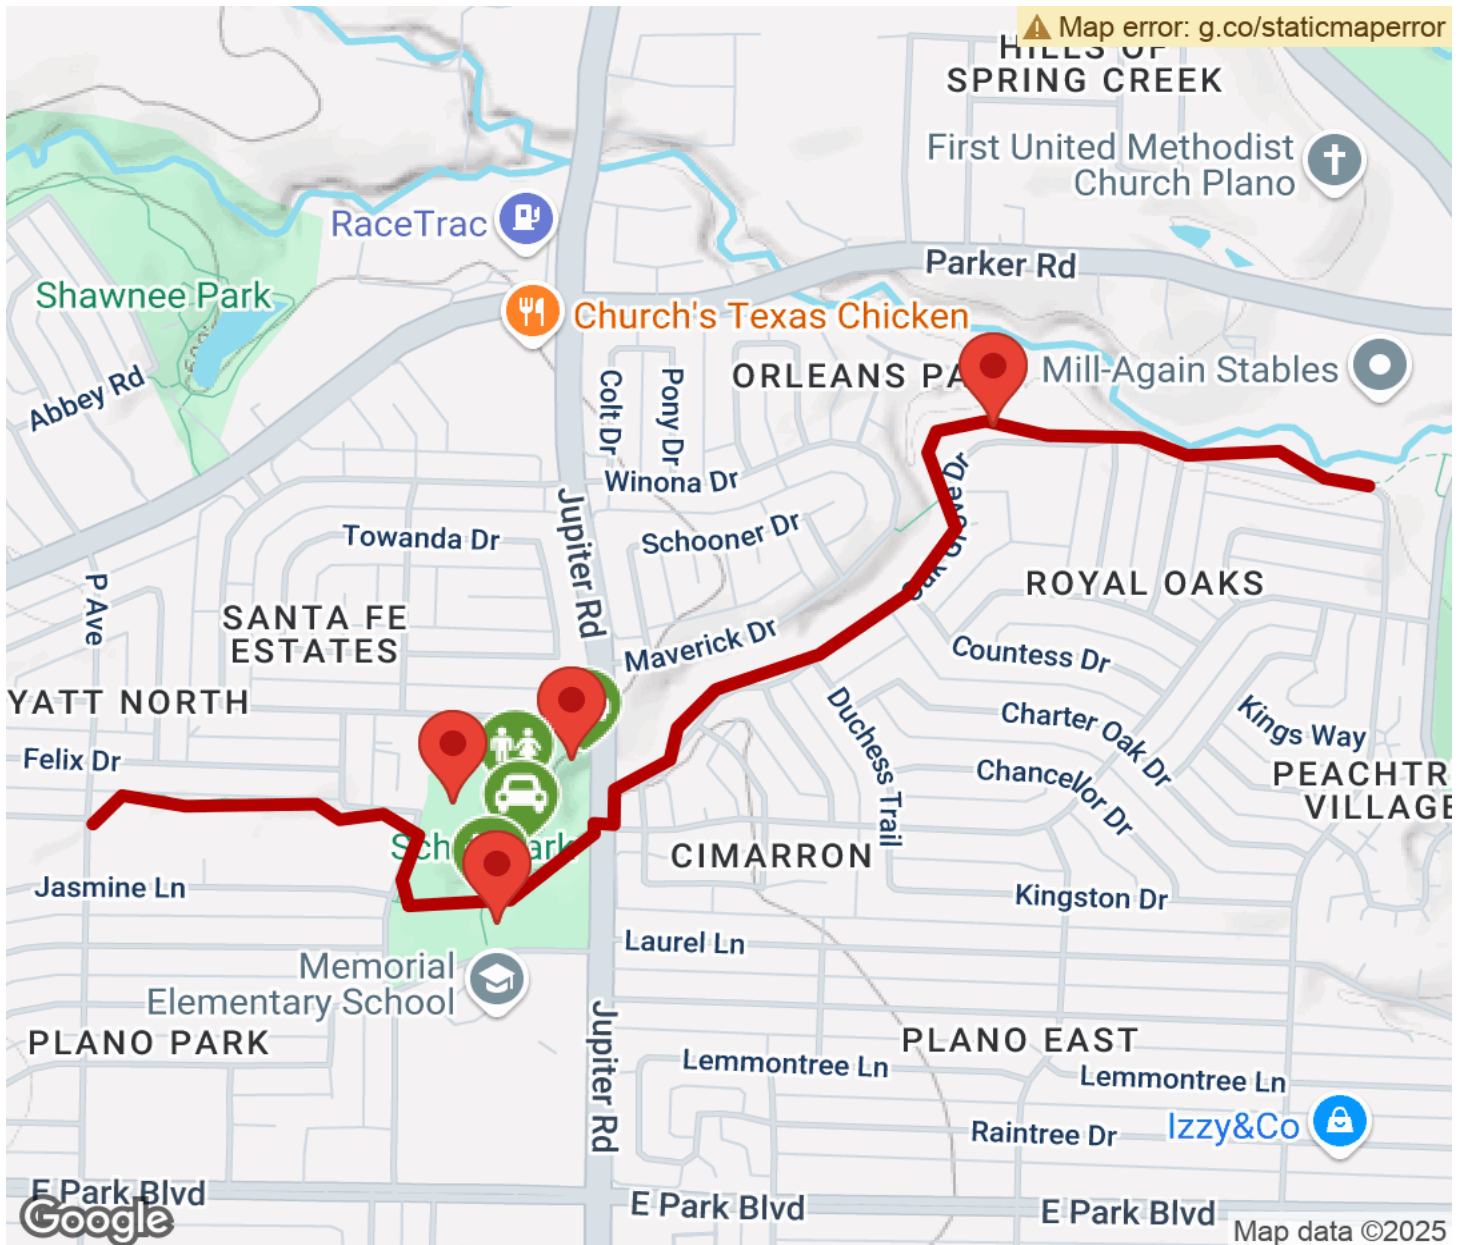 Map error: g.co/staticmaperror
HILLS OF
SPRING CREEK
First United Methodist
Church Plano
RaceTrac
Parker Rd
Shawnee Park
Church's Texas Chicken
ORLEANS PA
Mill-Again Stables
Abbey Rd
Colt Dr
Pony Dr
Winona Dr
Jupiter Rd
Towanda Dr
Schooner Dr
Oak Grove Dr
P Ave
ROYAL OAKS
SANTA FE
ESTATES
Maverick Dr
Countess Dr
YATT NORTH
Duchess Trail
Charter Oak Dr
Kings Way
Felix Dr
Chancellor Dr
PEACHTR
VILLAGE
Sch ark
CIMARRON
Jasmine Ln
Kingston Dr
Laurel Ln
Memorial
Elementary School
Jupiter Rd
PLANO PARK
PLANO EAST
Lemmontree Ln
Lemmontree Ln
Izzy&Co
Raintree Dr
E Park Blvd
E Park Blvd
E Park Blvd
Google
Map data ©2025